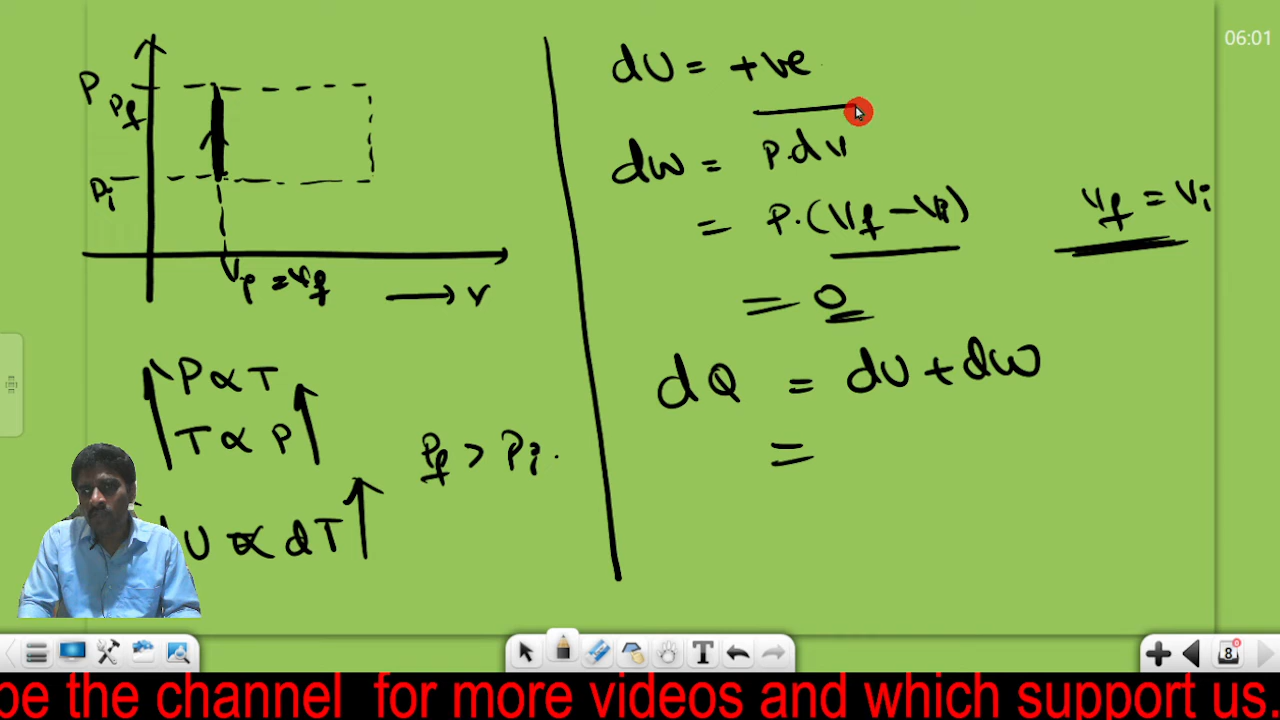 06:01
P
Pf
Pi
Vi = Vf
V
P ∝ T
T ∝ P
Pf > Pi
U ∝ dT
dU = +ve
dW = P.dV
= P.(Vf - Vi)
Vf = Vi
= 0
dQ = dU + dW
=
T
8
be the channel for more videos and which support us.